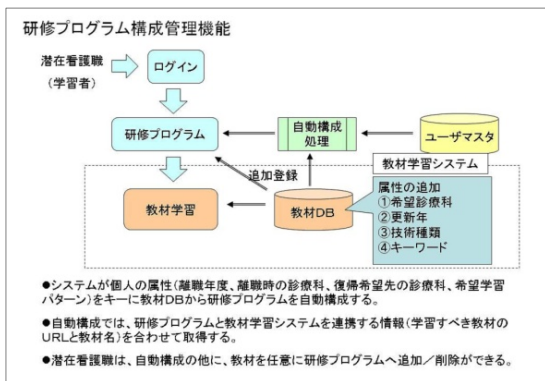 研修プログラム構成管理機能
潜在看護職
(学習者)
ログイン
研修プログラム
自動構成
処理
ユーザマスタ
教材学習システム
追加登録
教材学習
教材DB
属性の追加
①希望診療科
②更新年
③技術種類
④キーワード
●システムが個人の属性(離職年度、離職時の診療科、復帰希望先の診療科、希望学習
パターン)をキーに教材DBから研修プログラムを自動構成する。
●自動構成では、研修プログラムと教材学習システムを連携する情報(学習すべき教材の
URLと教材名)を合わせて取得する。
●潜在看護職は、自動構成の他に、教材を任意に研修プログラムへ追加/削除ができる。